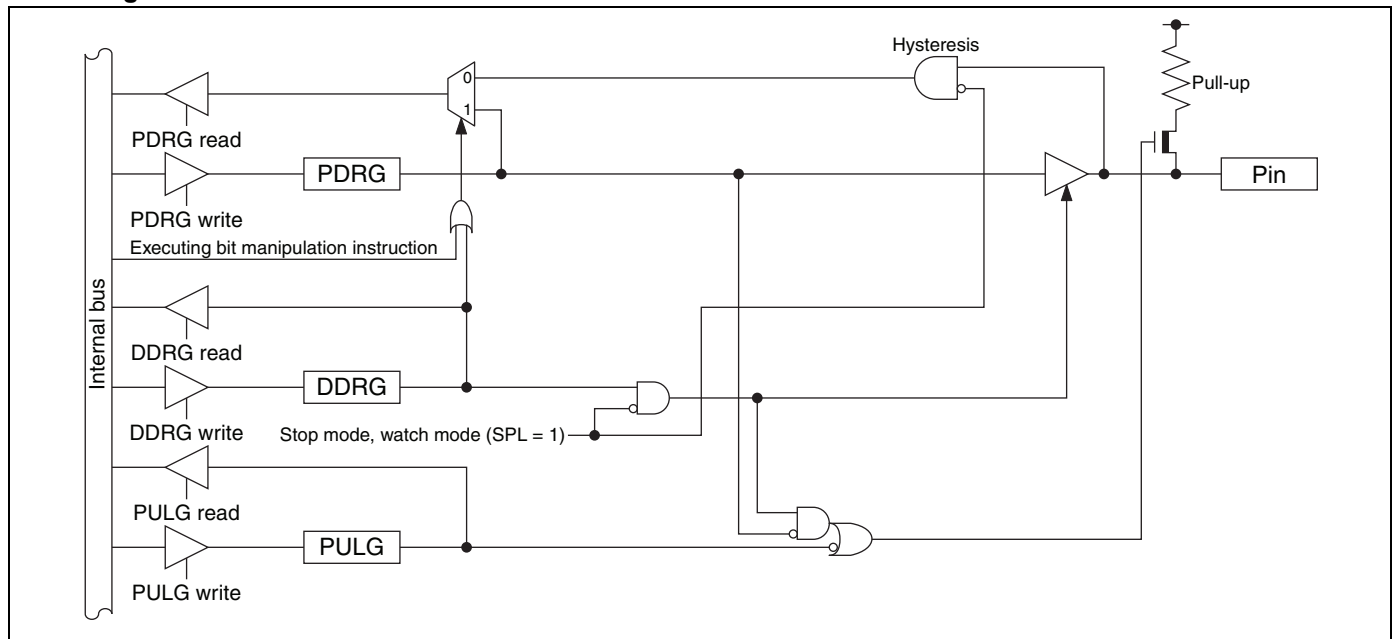 Hysteresis
0
Pull-up
1
PDRG read
PDRG
Pin
PDRG write
Executing bit manipulation instruction
Internal bus
DDRG read
DDRG
DDRG write
Stop mode, watch mode (SPL = 1)
PULG read
PULG
PULG write